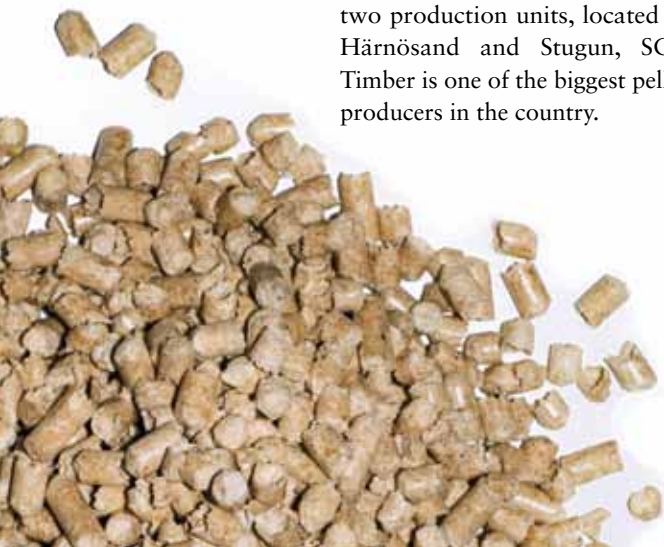 two production units, located
Härnösand and Stugun,
Timber is one of the biggest
producers in the country.